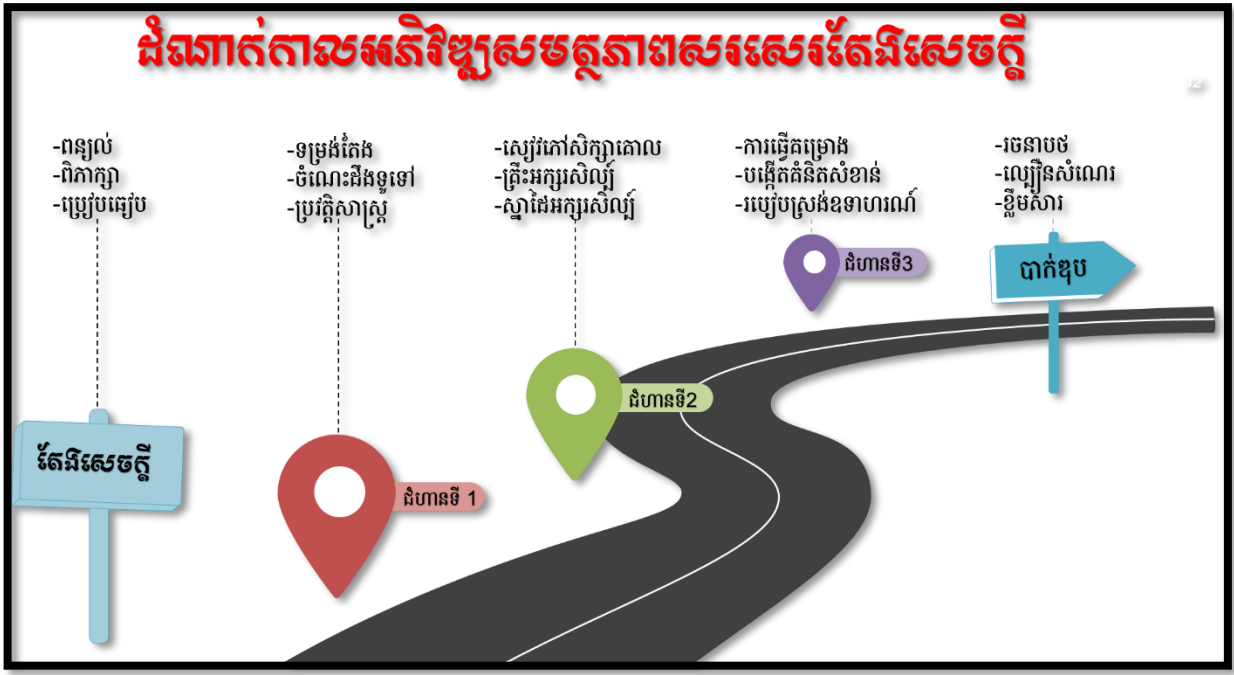 ដំណាក់កាលអភិវឌ្ឍសមត្ថភាពសរសេរតែងសេចក្តី
32
-ពន្យល់
-ពិភាក្សា
-ប្រៀបធៀប
-ទម្រង់តែង
-ចំណេះដឹងទូទៅ
-ប្រវត្តិសាស្ត្រ
-សៀវភៅសិក្សាគោល
-គ្រឹះអក្សរសិល្ប៍
-ស្នាដៃអក្សរសិល្ប៍
-ការធ្វើគម្រោង
-បង្កើតគំនិតសំខាន់
-របៀបស្រង់ឧទាហរណ៍
-រចនាបថ
-ល្បឿនសំណេរ
-ខ្លឹមសារ
តែងសេចក្តី
ជំហានទី 1
ជំហានទី2
ជំហានទី3
បាក់ឌុប